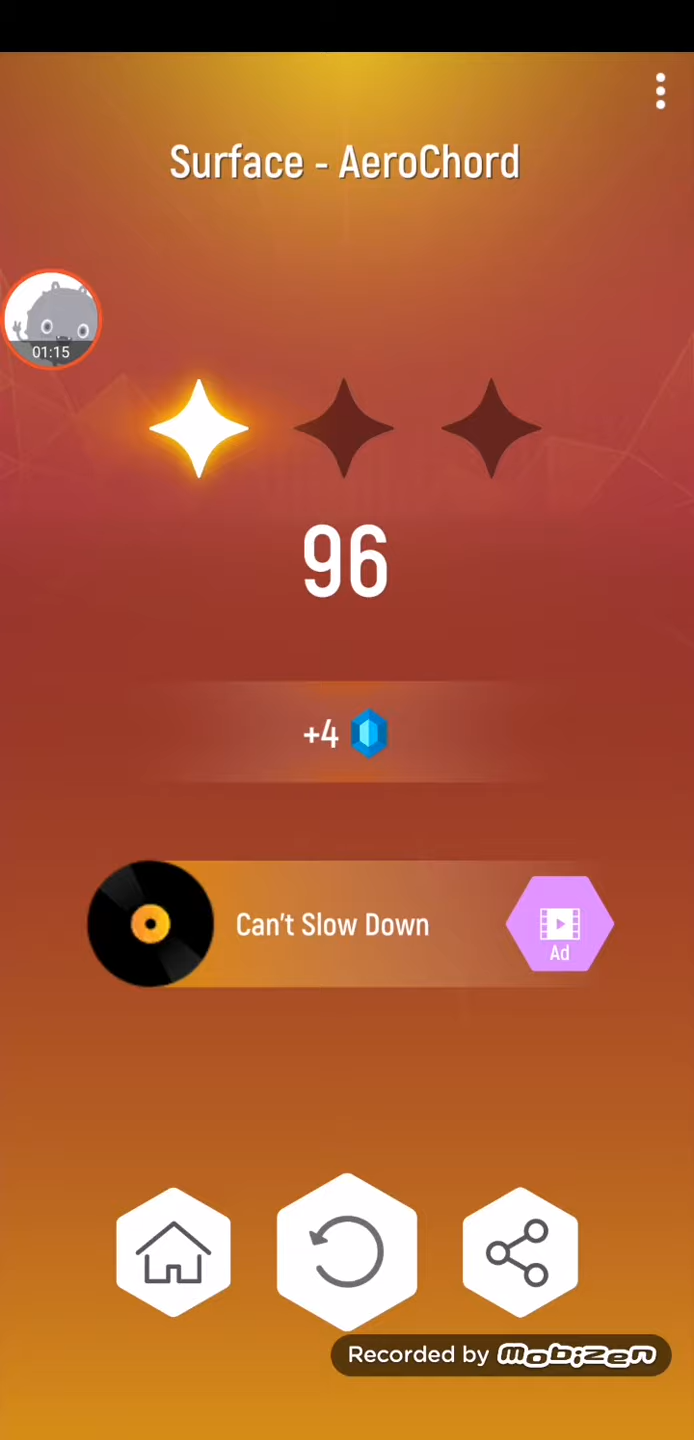 Surface - AeroChord
01:15
96
+4
Can't Slow Down
Ad
Recorded by mobizen